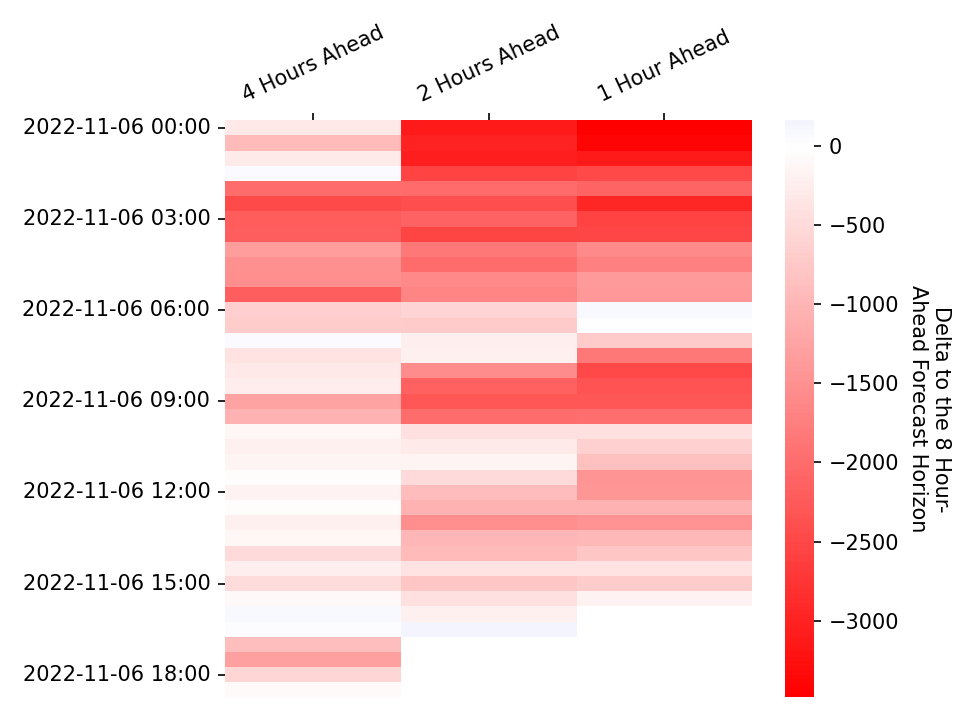 4 Hours Ahead
2 Hours Ahead
1 Hour Ahead
2022-11-06 00:00
2022-11-06 03:00
2022-11-06 06:00
2022-11-06 09:00
2022-11-06 12:00
2022-11-06 15:00
2022-11-06 18:00
0
−500
−1000
−1500
−2000
−2500
−3000
Delta to the 8 Hour-
Ahead Forecast Horizon